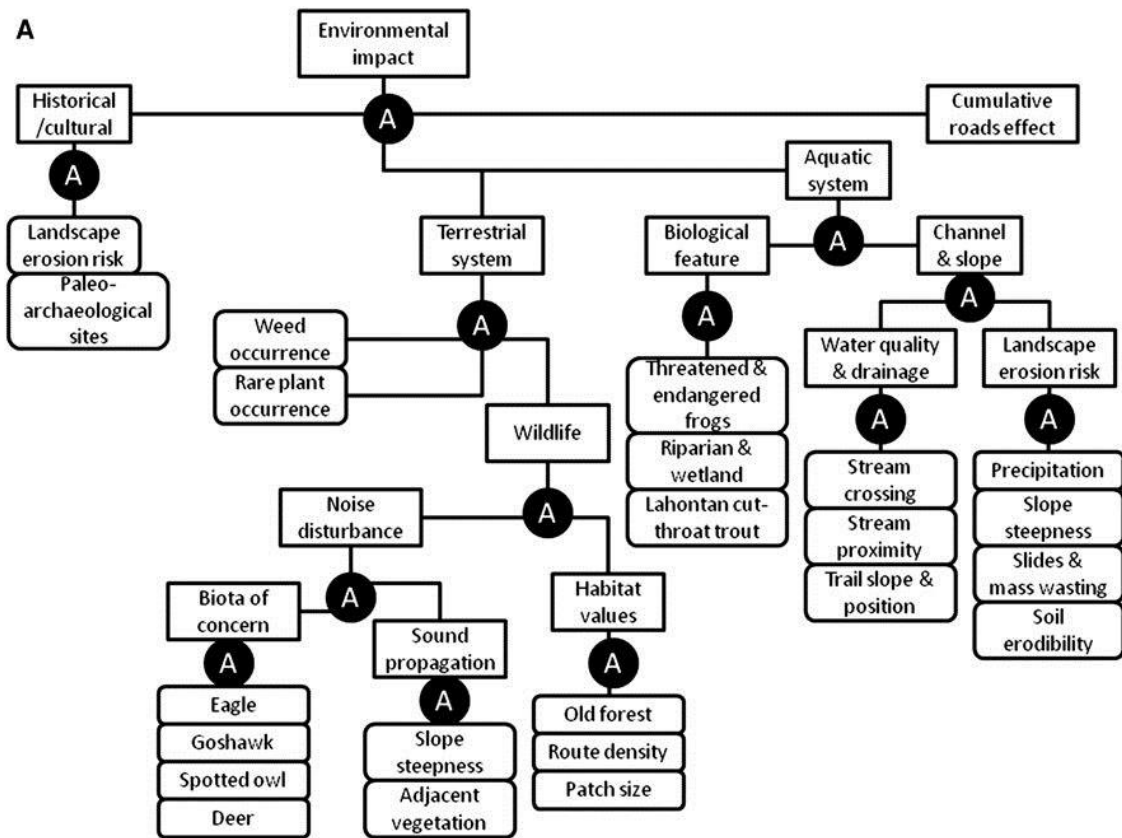 A
Environmental
impact
Historical
/cultural
A
Cumulative
roads effect
A
Landscape
erosion risk
Paleo-
archaeological
sites
Aquatic
system
Terrestrial
system
Biological
feature
A
Channel
& slope
A
Weed
occurrence
Rare plant
occurrence
A
Threatened &
endangered
frogs
Riparian &
wetland
Lahontan cut-
throat trout
A
Water quality
& drainage
Landscape
erosion risk
A
A
Stream
crossing
Stream
proximity
Trail slope &
position
Precipitation
Slope
steepness
Slides &
mass wasting
Soil
erodibility
Wildlife
A
Noise
disturbance
A
Habitat
values
Biota of
concern
Sound
propagation
A
A
A
Eagle
Goshawk
Spotted owl
Deer
Slope
steepness
Adjacent
vegetation
Old forest
Route density
Patch size